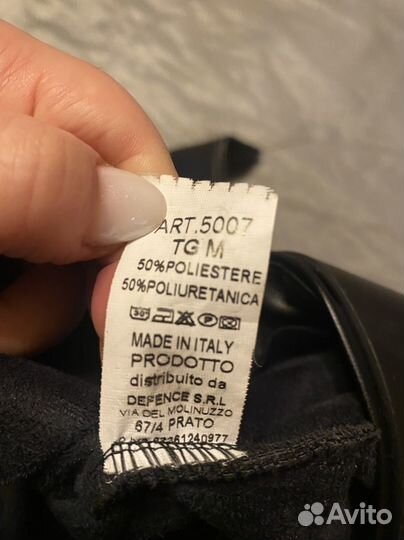 ART.5007
TG M
50%POLIESTERE
50%POLIURETANICA
30
MADE IN ITALY
PRODOTTO
distribuito da
DEFENCE S.R.L
VIA DEL MOLINUZZO
67/4 PRATO
Avito